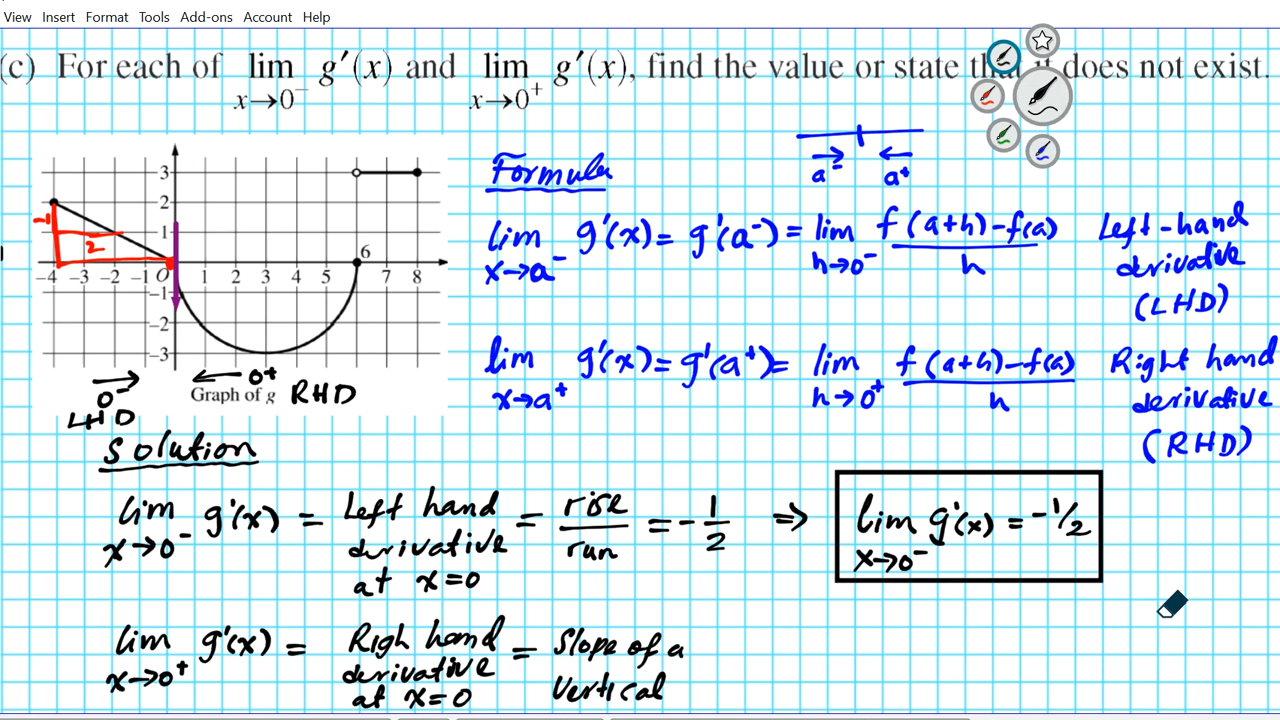 View Insert Format Tools Add-ons Account Help
(c) For each of lim x→0⁻ g′(x) and lim x→0⁺ g′(x), find the value or state that it does not exist.
3
2
1
-4 -3 -2 -1 O 1 2 3 4 5 6 7 8
-1
-2
-3
-1
2
Graph of g
0⁻
LHD
0⁺
RHD
Formula
a⁻ a⁺
lim x→a⁻ g'(x) = g'(a⁻) = lim h→0⁻ f(a+h)-f(a) / h Left-hand
derivative
(LHD)
lim x→a⁺ g'(x) = g'(a⁺) = lim h→0⁺ f(a+h)-f(a) / h Right hand
derivative
(RHD)
Solution
lim x→0⁻ g'(x) = Left hand derivative at x=0 = rise / run = -1/2 ⇒ lim x→0⁻ g'(x) = -1/2
lim x→0⁺ g'(x) = Righ hand derivative at x=0 = Slope of a vertical